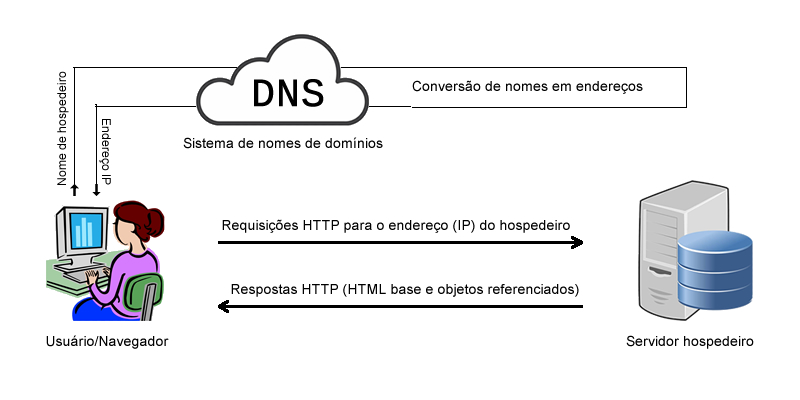 DNS
Conversão de nomes em endereços
Sistema de nomes de domínios
Nome de hospedeiro
Endereço IP
Requisições HTTP para o endereço (IP) do hospedeiro
Respostas HTTP (HTML base e objetos referenciados)
Usuário/Navegador
Servidor hospedeiro